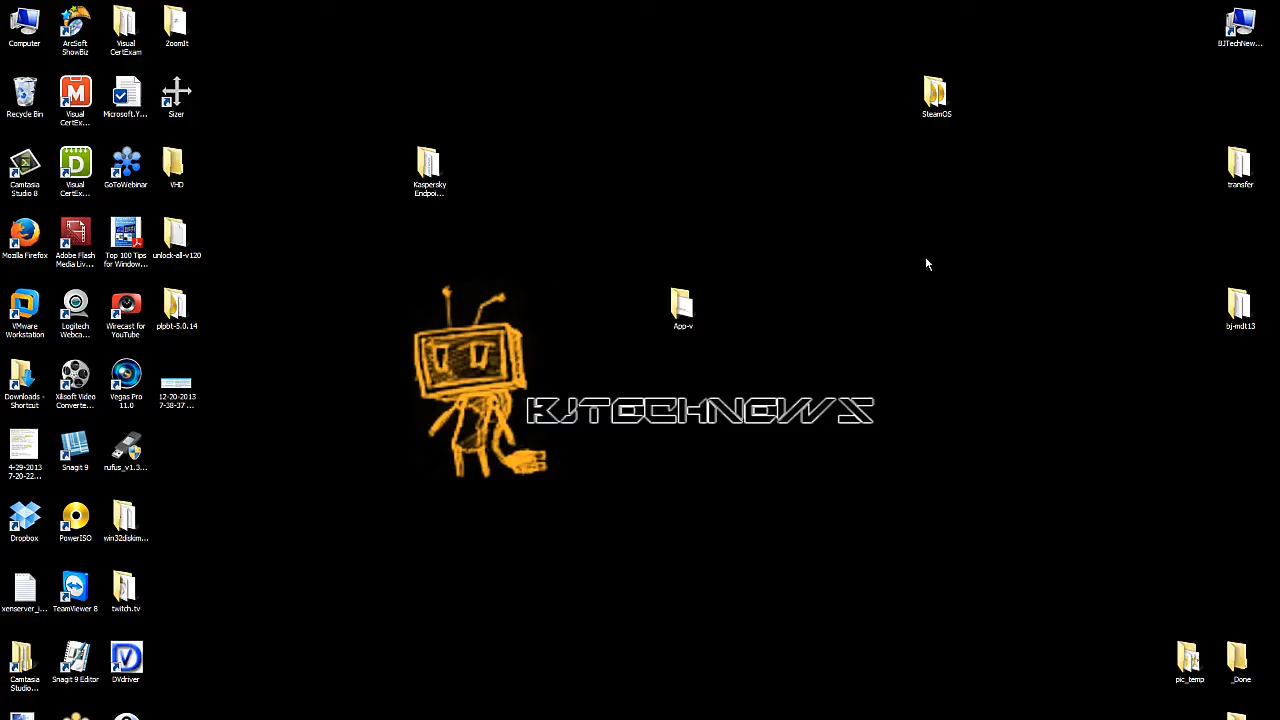 Computer
ArcSoft
ShowBiz
Visual
CertExam
ZoomIt
BJTechNew...
Recycle Bin
Visual
CertExa...
Microsoft.Y...
Sizer
SteamOS
Camtasia
Studio 8
Visual
CertExa...
GoToWebinar
VHD
Kaspersky
Endpoi...
transfer
Mozilla Firefox
Adobe Flash
Media Liv...
Top 100 Tips
for Window...
unlock-all-v120
VMware
Workstation
Logitech
Webca...
Wirecast for
YouTube
plpbt-5.0.14
App-v
bj-mdt13
Downloads -
Shortcut
Xilisoft Video
Converte...
Vegas Pro
11.0
12-20-2013
7-38-37 ...
BJTECHNEWS
4-29-2013
7-20-22...
Snagit 9
rufus_v1.3...
Dropbox
PowerISO
win32diskim...
xenserver_i...
TeamViewer 8
twitch.tv
Camtasia
Studio...
Snagit 9 Editor
DVdriver
pic_temp
_Done